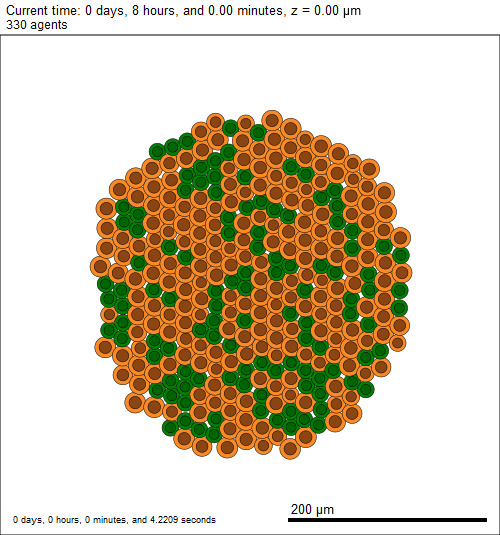 Current time: 0 days, 8 hours, and 0.00 minutes, z = 0.00 μm
330 agents
200 μm
0 days, 0 hours, 0 minutes, and 4.2209 seconds